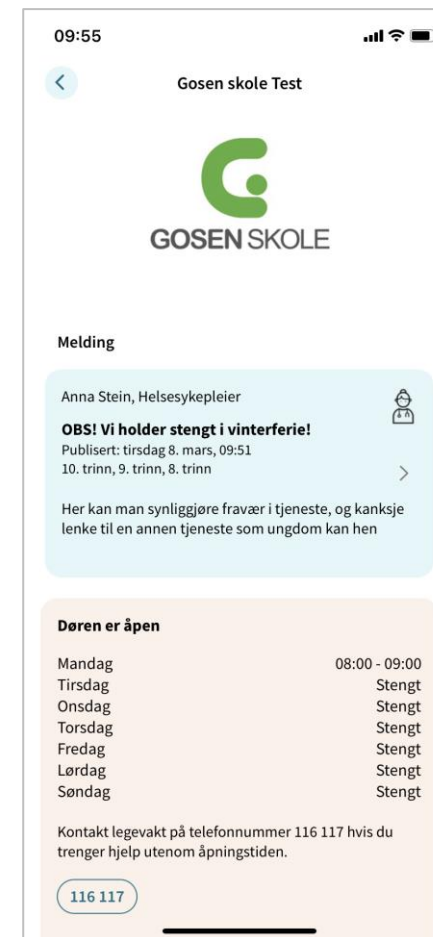 09:55
Gosen skole Test
GOSEN SKOLE
Melding
Anna Stein, Helsesykepleier
OBS! Vi holder stengt i vinterferie!
Publisert: tirsdag 8. mars, 09:51
10. trinn, 9. trinn, 8. trinn
Her kan man synliggjøre fravær i tjeneste, og kanksje
lenke til en annen tjeneste som ungdom kan hen
Døren er åpen
Mandag 08:00 - 09:00
Tirsdag Stengt
Onsdag Stengt
Torsdag Stengt
Fredag Stengt
Lørdag Stengt
Søndag Stengt
Kontakt legevakt på telefonnummer 116 117 hvis du
trenger hjelp utenom åpningstiden.
116 117